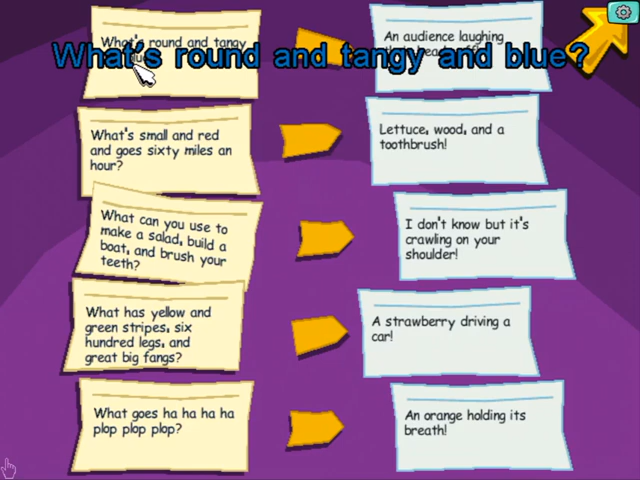 What's round and tangy and blue?
What's round and tangy
An audience laughing
What's small and red
and goes sixty miles an
hour?
Lettuce, wood, and a
toothbrush!
What can you use to
make a salad, build a
boat, and brush your
teeth?
I don't know but it's
crawling on your
shoulder!
What has yellow and
green stripes, six
hundred legs, and
great big fangs?
A strawberry driving a
car!
What goes ha ha ha ha
plop plop plop?
An orange holding its
breath!